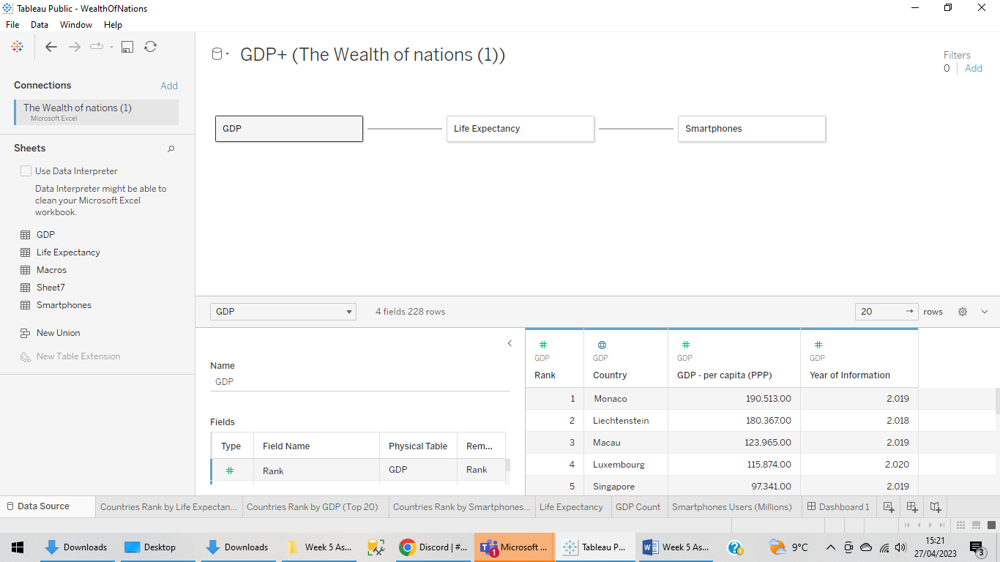 Tableau Public - WealthOfNations
File Data Window Help
GDP+ (The Wealth of nations (1))
Filters
0 Add
Connections Add
The Wealth of nations (1)
Microsoft Excel
GDP Life Expectancy Smartphones
Sheets
Use Data Interpreter
Data Interpreter might be able to
clean your Microsoft Excel
workbook.
GDP
Life Expectancy
Macros
Sheet7
Smartphones
New Union
New Table Extension
GDP 4 fields 228 rows 20 rows
Name
GDP
Fields
Type Field Name Physical Table Rem...
Rank GDP Rank
GDP GDP GDP GDP
Rank Country GDP - per capita (PPP) Year of Information
1 Monaco 190,513.00 2,019
2 Liechtenstein 180,367.00 2,018
3 Macau 123,965.00 2,019
4 Luxembourg 115,874.00 2,020
5 Singapore 97,341.00 2,019
Data Source Countries Rank by Life Expectan... Countries Rank by GDP (Top 20) Countries Rank by Smartphones... Life Expectancy GDP Count Smartphones Users (Millions) Dashboard 1
Downloads Desktop Downloads Week 5 As... Discord | #... Microsoft ... 1 Tableau P... Week 5 As... 9°C 15:21
27/04/2023 3